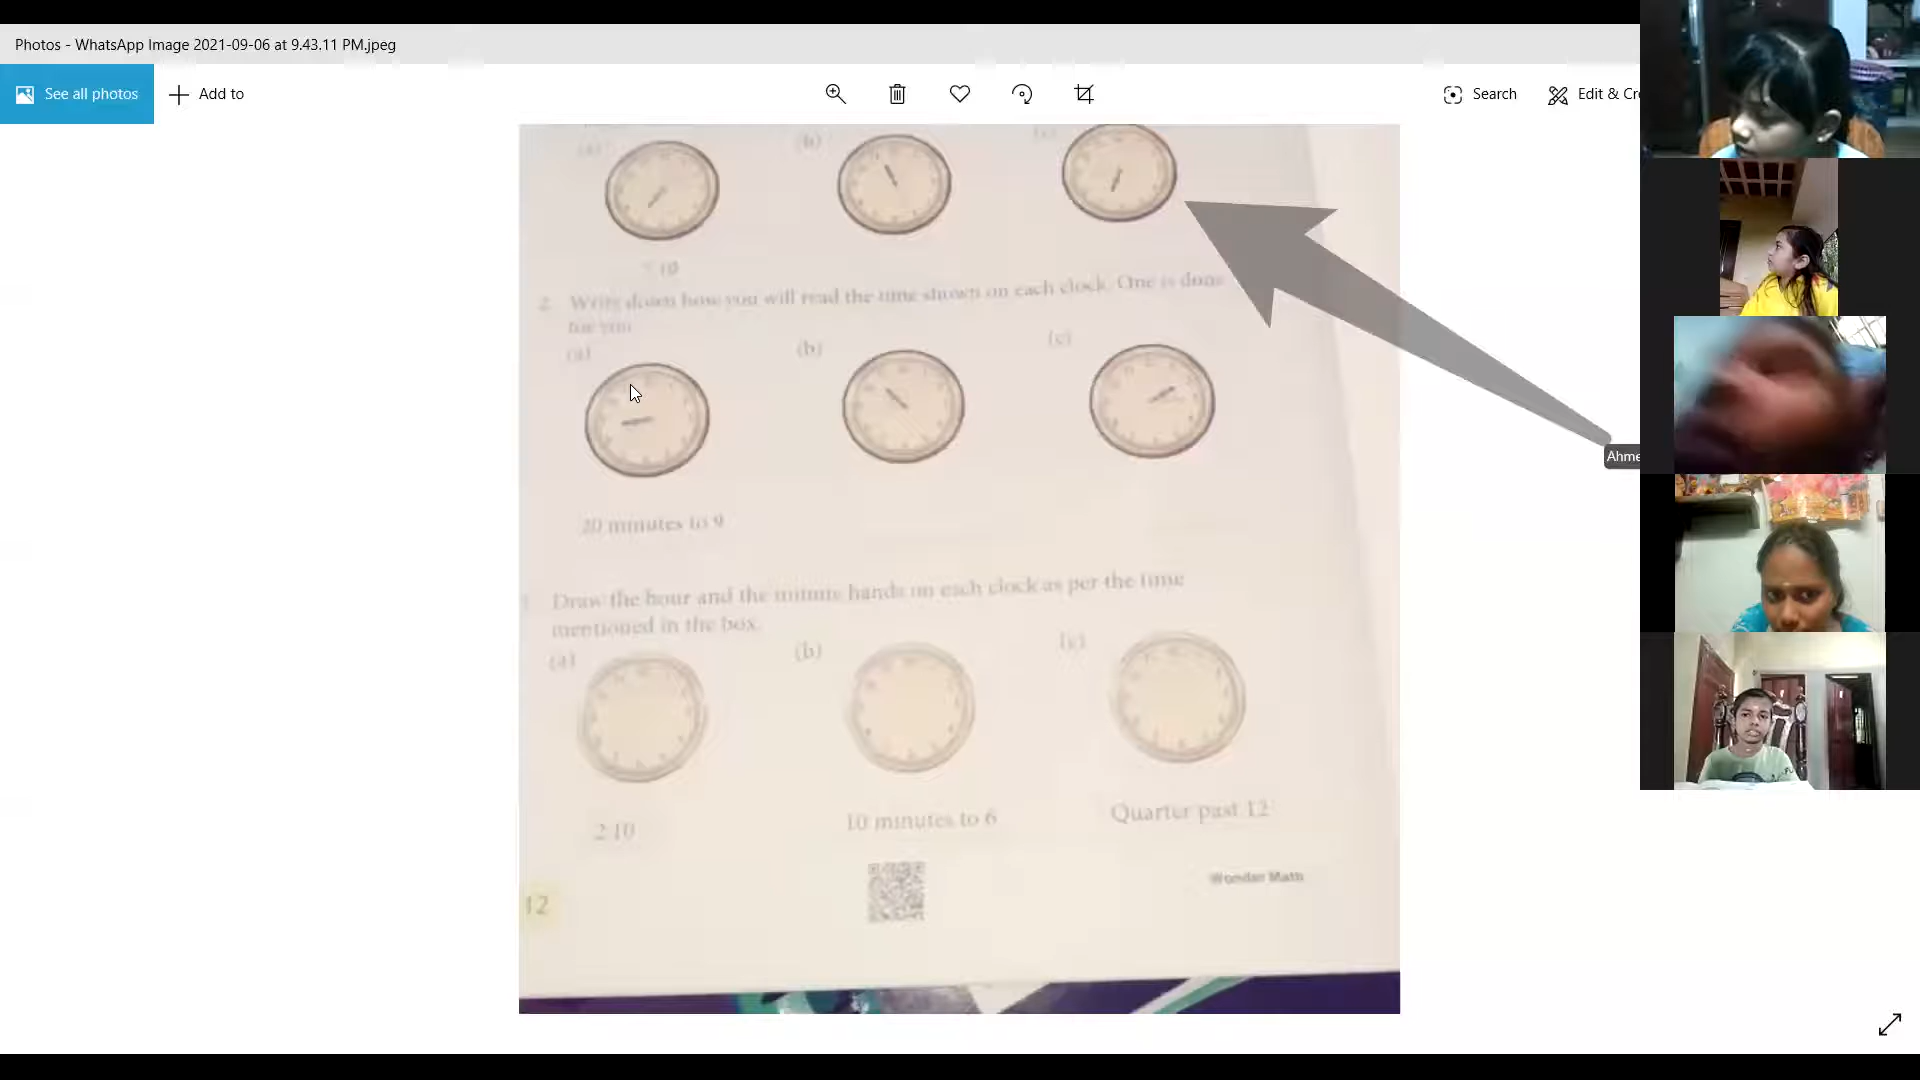 Photos - WhatsApp Image 2021-09-06 at 9.43.11 PM.jpeg
See all photos
Add to
Search
Edit & Cr
(a)
(b)
(c)
10
2. Write down how you will read the time shown on each clock. One is done
for you.
(a)
(b)
(c)
Ahme
20 minutes to 9
Draw the hour and the minute hands on each clock as per the time
mentioned in the box.
(a)
(b)
(c)
2:10
10 minutes to 6
Quarter past 12
Wonder Math
12